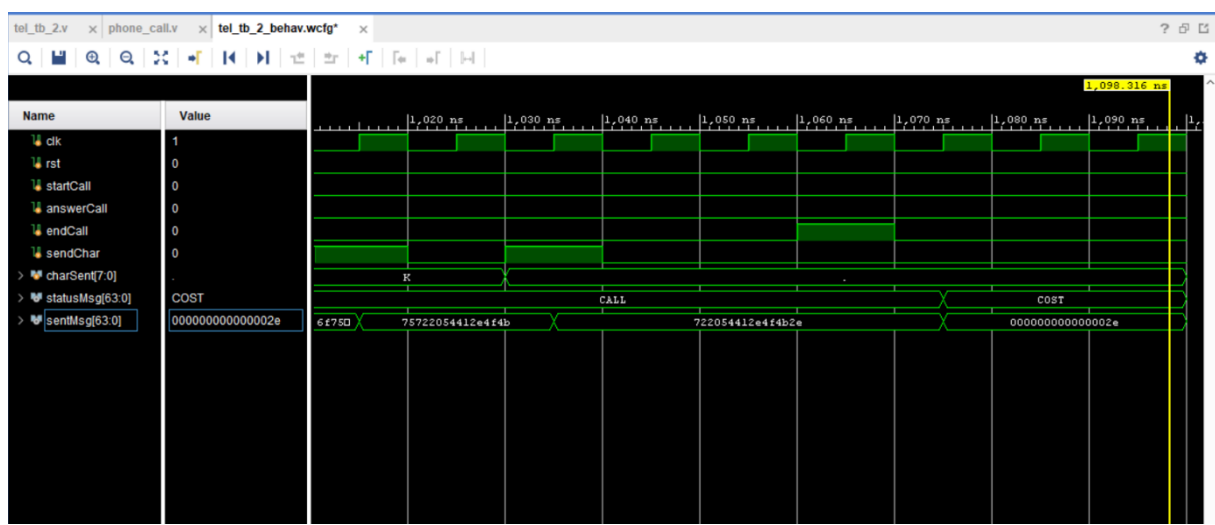 tel_tb_2.v x phone_call.v x tel_tb_2_behav.wcfg* x ?
1,098.316 ns
Name Value
1,020 ns 1,030 ns 1,040 ns 1,050 ns 1,060 ns 1,070 ns 1,080 ns 1,090 ns 1,
clk 1
rst 0
startCall 0
answerCall 0
endCall 0
sendChar 0
> charSent[7:0] . K .
> statusMsg[63:0] COST CALL COST
> sentMsg[63:0] 000000000000002e 6f75 75722054412e4f4b 722054412e4f4b2e 000000000000002e